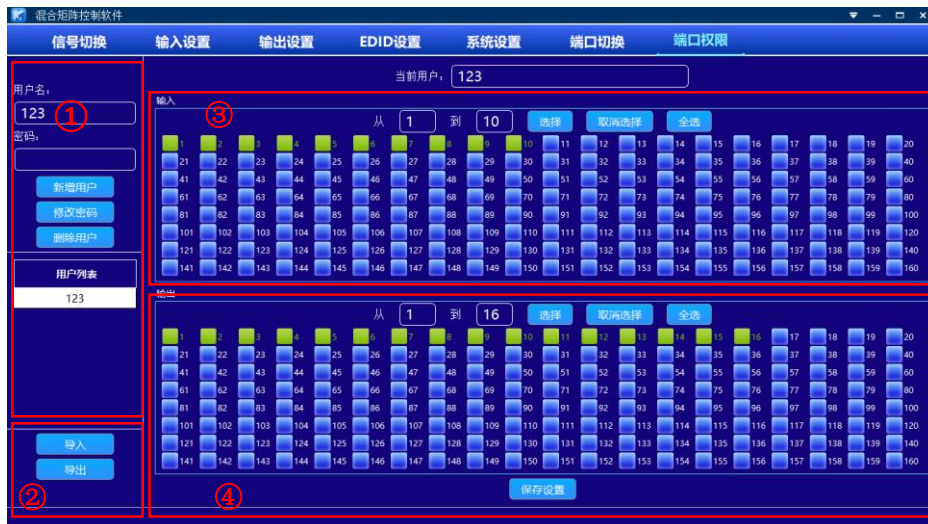 混合矩阵控制软件
信号切换 输入设置 输出设置 EDID设置 系统设置 端口切换 端口权限
当前用户: 123
用户名:
123
①
密码:
新增用户
修改密码
删除用户
用户列表
123
导入
导出
②
输入
③
从 1 到 10 选择 取消选择 全选
1 2 3 4 5 6 7 8 9 10 11 12 13 14 15 16 17 18 19 20
21 22 23 24 25 26 27 28 29 30 31 32 33 34 35 36 37 38 39 40
41 42 43 44 45 46 47 48 49 50 51 52 53 54 55 56 57 58 59 60
61 62 63 64 65 66 67 68 69 70 71 72 73 74 75 76 77 78 79 80
81 82 83 84 85 86 87 88 89 90 91 92 93 94 95 96 97 98 99 100
101 102 103 104 105 106 107 108 109 110 111 112 113 114 115 116 117 118 119 120
121 122 123 124 125 126 127 128 129 130 131 132 133 134 135 136 137 138 139 140
141 142 143 144 145 146 147 148 149 150 151 152 153 154 155 156 157 158 159 160
输出
从 1 到 16 选择 取消选择 全选
1 2 3 4 5 6 7 8 9 10 11 12 13 14 15 16 17 18 19 20
21 22 23 24 25 26 27 28 29 30 31 32 33 34 35 36 37 38 39 40
41 42 43 44 45 46 47 48 49 50 51 52 53 54 55 56 57 58 59 60
61 62 63 64 65 66 67 68 69 70 71 72 73 74 75 76 77 78 79 80
81 82 83 84 85 86 87 88 89 90 91 92 93 94 95 96 97 98 99 100
101 102 103 104 105 106 107 108 109 110 111 112 113 114 115 116 117 118 119 120
121 122 123 124 125 126 127 128 129 130 131 132 133 134 135 136 137 138 139 140
141 142 143 144 145 146 147 148 149 150 151 152 153 154 155 156 157 158 159 160
④
保存设置